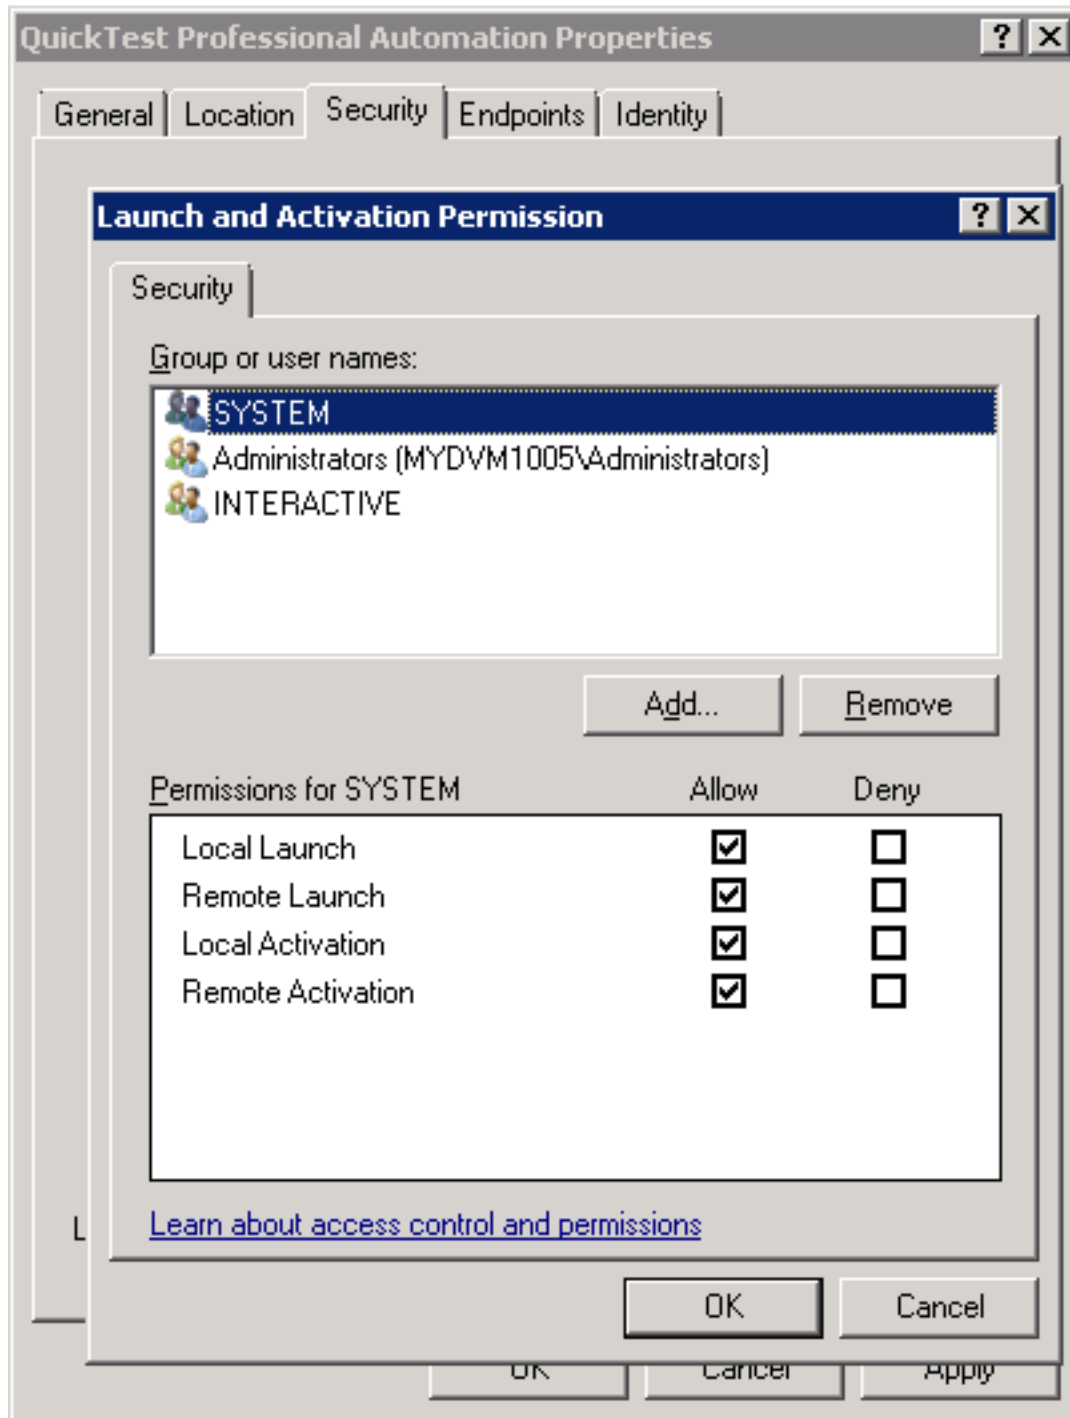 QuickTest Professional Automation Properties
General Location Security Endpoints Identity
Launch and Activation Permission
Security
Group or user names:
SYSTEM
Administrators (MYDVM1005\Administrators)
INTERACTIVE
Add... Remove
Permissions for SYSTEM Allow Deny
Local Launch
Remote Launch
Local Activation
Remote Activation
L
Learn about access control and permissions
OK Cancel
OK Cancel Apply